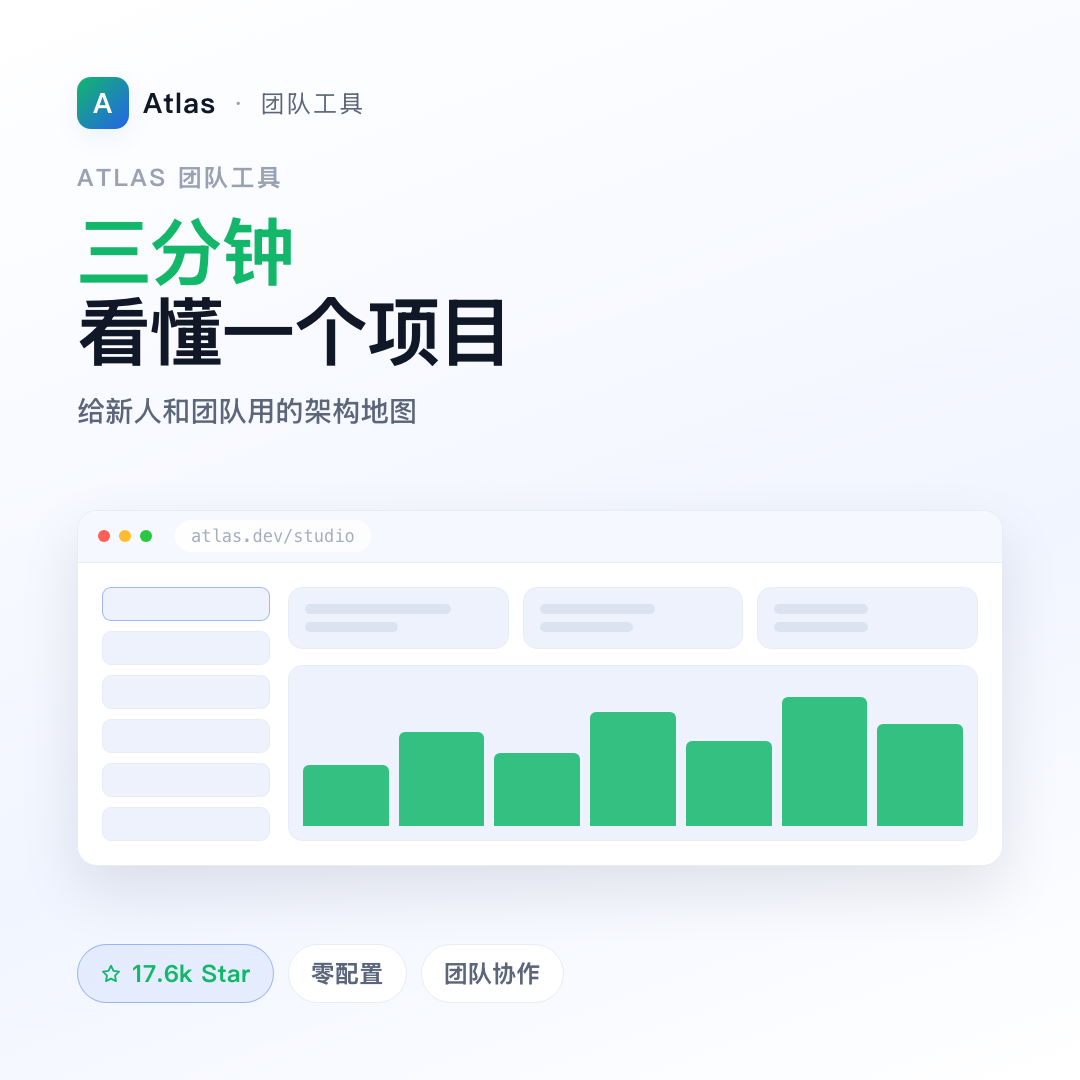 A Atlas · 团队工具
ATLAS 团队工具
三分钟
看懂一个项目
给新人和团队用的架构地图
atlas.dev/studio
17.6k Star 零配置 团队协作